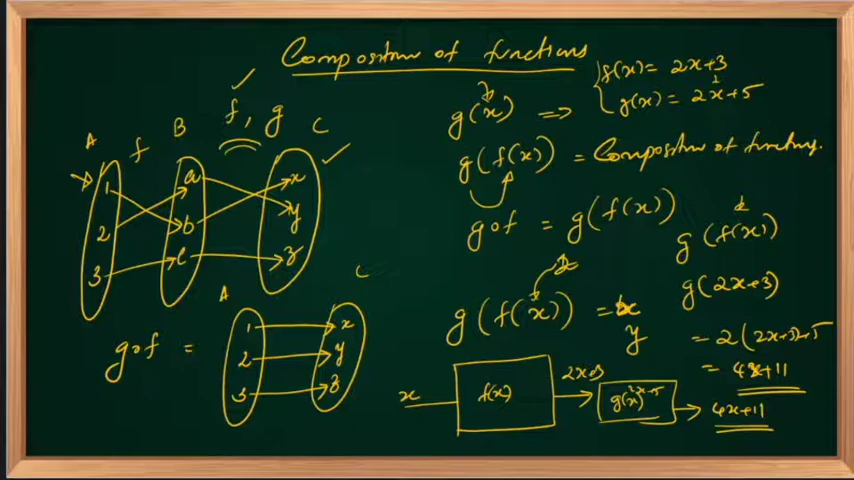 Composition of functions
f, g
A f B C
1 a x
2 b y
3 c z
gof =
A C
1 x
2 y
3 z
f(x) = 2x+3
g(x) = 2x+5
g(x) =>
g(f(x)) = Composition of functions.
gof = g(f(x))
g(f(x))
g(2x+3)
= 2(2x+3)+5
= 4x+11
g(f(x)) =
y
x f(x) 2x+3 g(x) 2x+5 4x+11